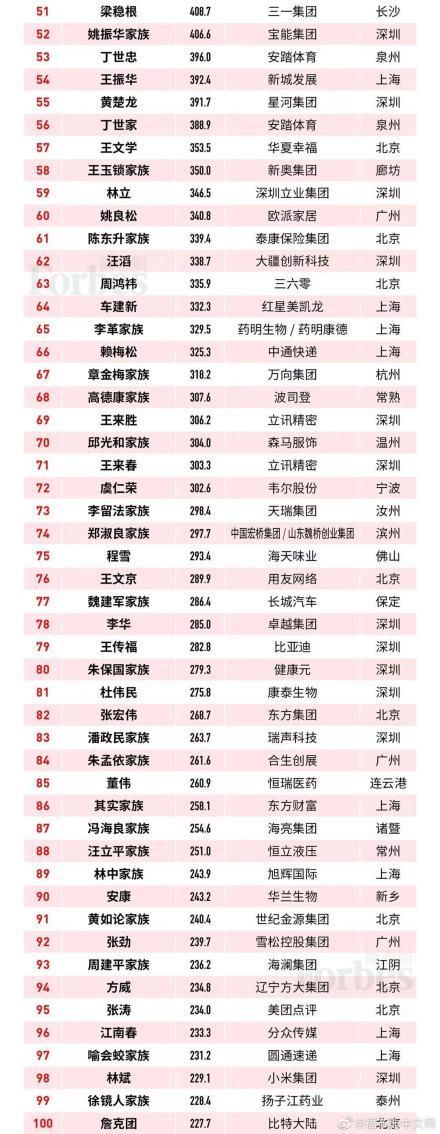 51 梁稳根 408.7 三一集团 长沙
52 姚振华家族 406.6 宝能集团 深圳
53 丁世忠 396.0 安踏体育 泉州
54 王振华 392.4 新城发展 上海
55 黄楚龙 391.7 星河集团 深圳
56 丁世家 388.9 安踏体育 泉州
57 王文学 353.5 华夏幸福 北京
58 王玉锁家族 350.0 新奥集团 廊坊
59 林立 346.5 深圳立业集团 深圳
60 姚良松 340.8 欧派家居 广州
61 陈东升家族 339.4 泰康保险集团 北京
62 汪滔 338.7 大疆创新科技 深圳
63 周鸿祎 335.9 三六零 北京
64 车建新 332.3 红星美凯龙 上海
65 李革家族 329.5 药明生物 / 药明康德 上海
66 赖梅松 325.3 中通快递 上海
67 章金梅家族 318.2 万向集团 杭州
68 高德康家族 307.6 波司登 常熟
69 王来胜 306.2 立讯精密 深圳
70 邱光和家族 304.0 森马服饰 温州
71 王来春 303.3 立讯精密 深圳
72 虞仁荣 302.6 韦尔股份 宁波
73 李留法家族 298.4 天瑞集团 汝州
74 郑淑良家族 297.7 中国宏桥集团 / 山东魏桥创业集团 滨州
75 程雪 293.4 海天味业 佛山
76 王文京 289.9 用友网络 北京
77 魏建军家族 286.4 长城汽车 保定
78 李华 285.0 卓越集团 深圳
79 王传福 282.8 比亚迪 深圳
80 朱保国家族 279.3 健康元 深圳
81 杜伟民 275.8 康泰生物 深圳
82 张宏伟 268.7 东方集团 北京
83 潘政民家族 263.7 瑞声科技 深圳
84 朱孟依家族 261.6 合生创展 广州
85 董伟 260.9 恒瑞医药 连云港
86 其实家族 258.1 东方财富 上海
87 冯海良家族 254.6 海亮集团 诸暨
88 汪立平家族 251.0 恒立液压 常州
89 林中家族 243.9 旭辉国际 上海
90 安康 243.2 华兰生物 新乡
91 黄如论家族 240.4 世纪金源集团 北京
92 张劲 239.7 雪松控股集团 广州
93 周建平家族 236.2 海澜集团 江阴
94 方威 234.8 辽宁方大集团 北京
95 张涛 234.0 美团点评 北京
96 江南春 233.3 分众传媒 上海
97 喻会蛟家族 231.2 圆通速递 上海
98 林斌 229.1 小米集团 深圳
99 徐镜人家族 228.4 扬子江药业 泰州
100 詹克团 227.7 比特大陆 北京
Forbes
Forbes